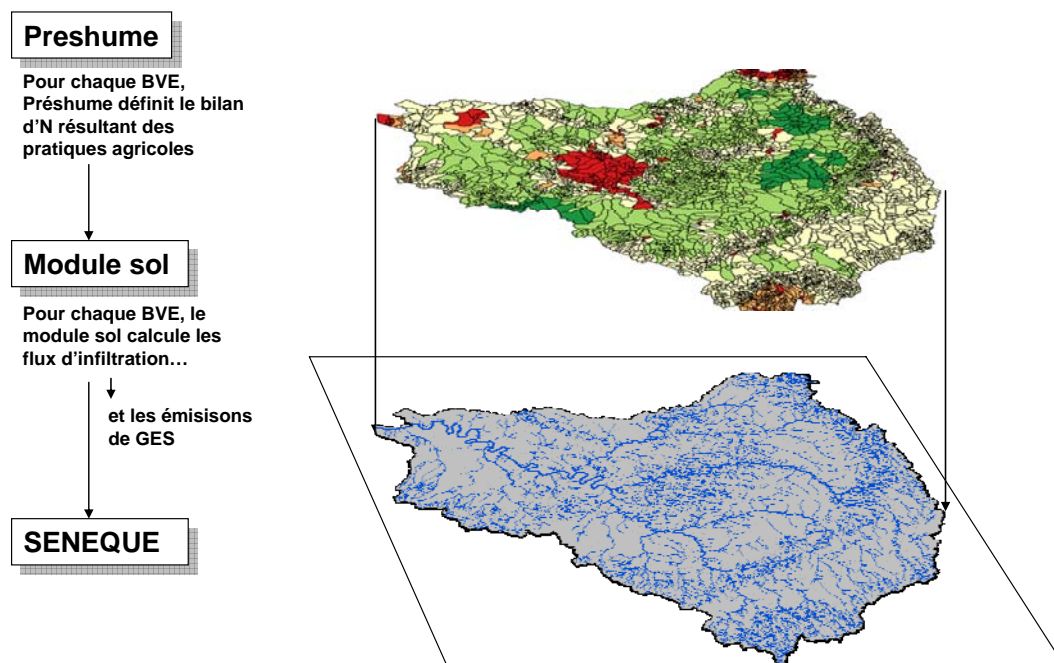 Preshume
Pour chaque BVE,
Préshume définit le bilan
d'N résultant des
pratiques agricoles
Module sol
Pour chaque BVE, le
module sol calcule les
flux d'infiltration…
et les émisisons
de GES
SENEQUE